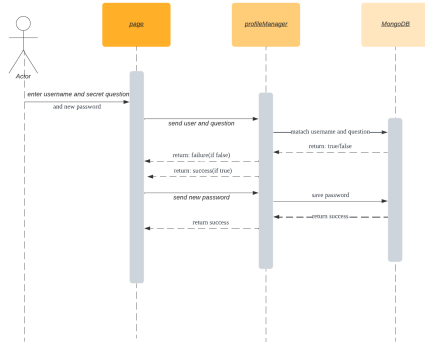 page
profileManager
MongoDB
Actor
enter username and secret question
and new password
send user and question
matach username and question
return: true/false
return: failure(if false)
return: success(if true)
send new password
save password
return success
return success